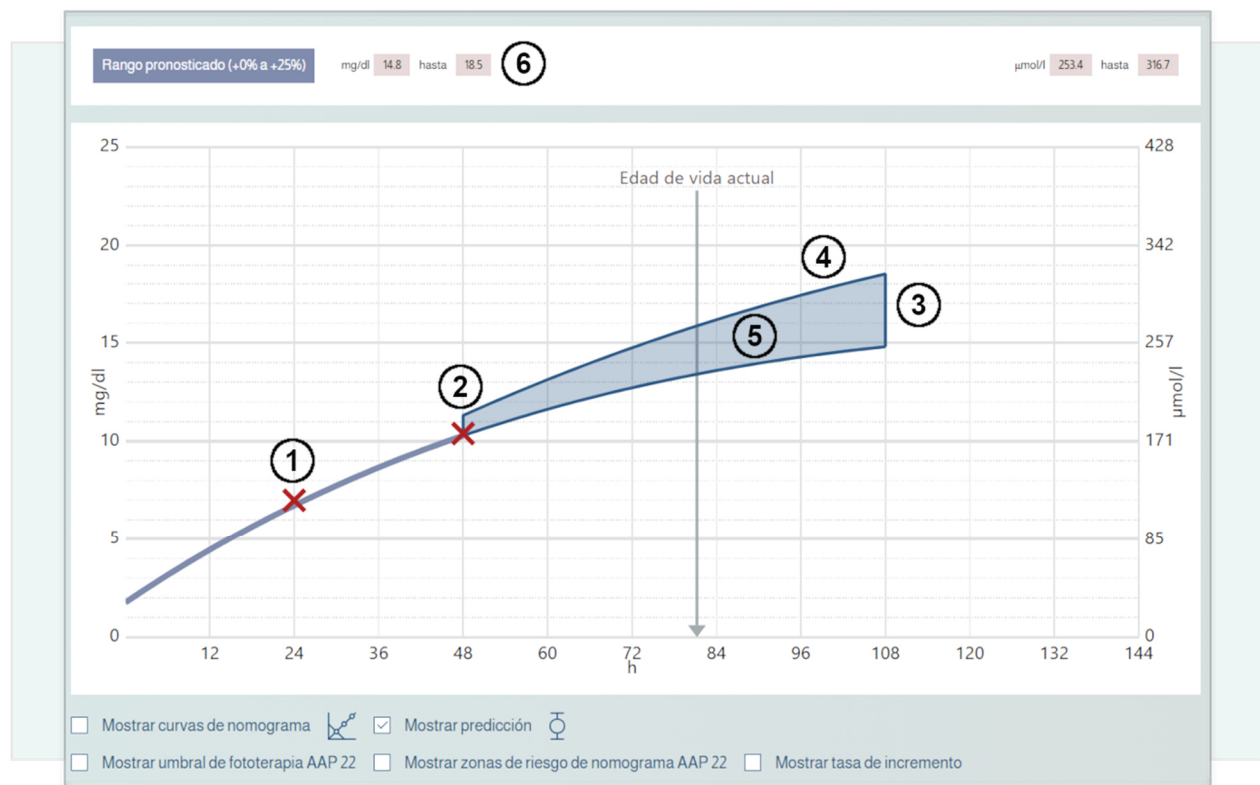 Rango pronosticado (+0% a +25%) mg/dl 14.8 hasta 18.5 6 µmol/l 253.4 hasta 316.7
25 428
Edad de vida actual
20 342
4
3
15 257
5
2
mg/dl µmol/l
10 171
1
5 85
0 0
12 24 36 48 60 72 84 96 108 120 132 144
h
Mostrar curvas de nomograma Mostrar predicción
Mostrar umbral de fototerapia AAP 22 Mostrar zonas de riesgo de nomograma AAP 22 Mostrar tasa de incremento